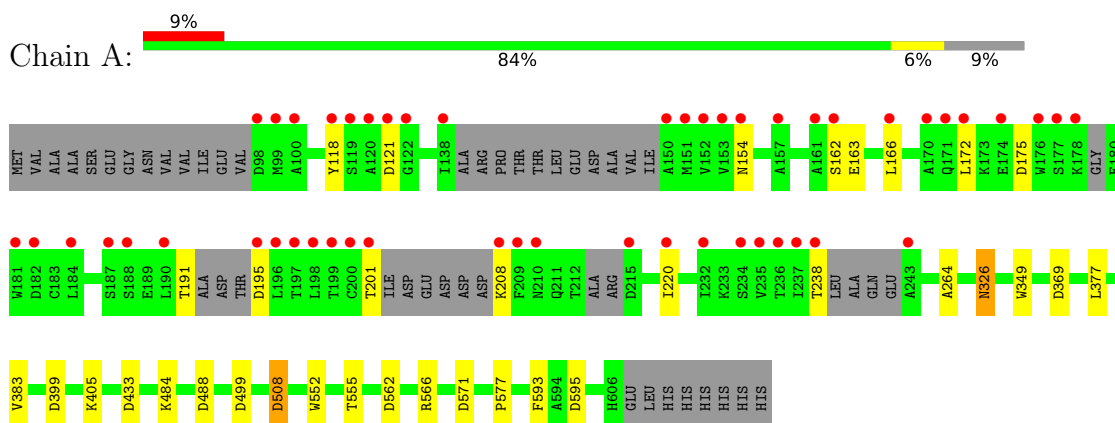 9%
Chain A:
84% 6% 9%
MET VAL ALA ALA SER GLU GLY ASN VAL VAL ILE GLU VAL D98 M99 A100 Y118 S119 A120 D121 G122 I138 ALA ARG PRO THR THR LEU GLU ASP ALA VAL ILE A150 M151 V152 V153 N154 A157 A161 S162 E163 L166 A170 Q171 L172 K173 E174 D175 W176 S177 K178 GLY
W181 D182 C183 L184 S187 S188 E189 L190 T191 ALA ASP THR D195 L196 T197 L198 T199 C200 T201 ILE ASP GLU ASP ASP ASP K208 F209 N210 Q211 T212 ALA ARG D215 I220 I232 K233 S234 V235 T236 I237 T238 LEU ALA GLN GLU A243 A264 N326 W349 D369 L377
V383 D399 K405 D433 K484 D488 D499 D508 W552 T555 D562 R566 D571 P577 F593 A594 D595 H606 GLU LEU HIS HIS HIS HIS HIS HIS